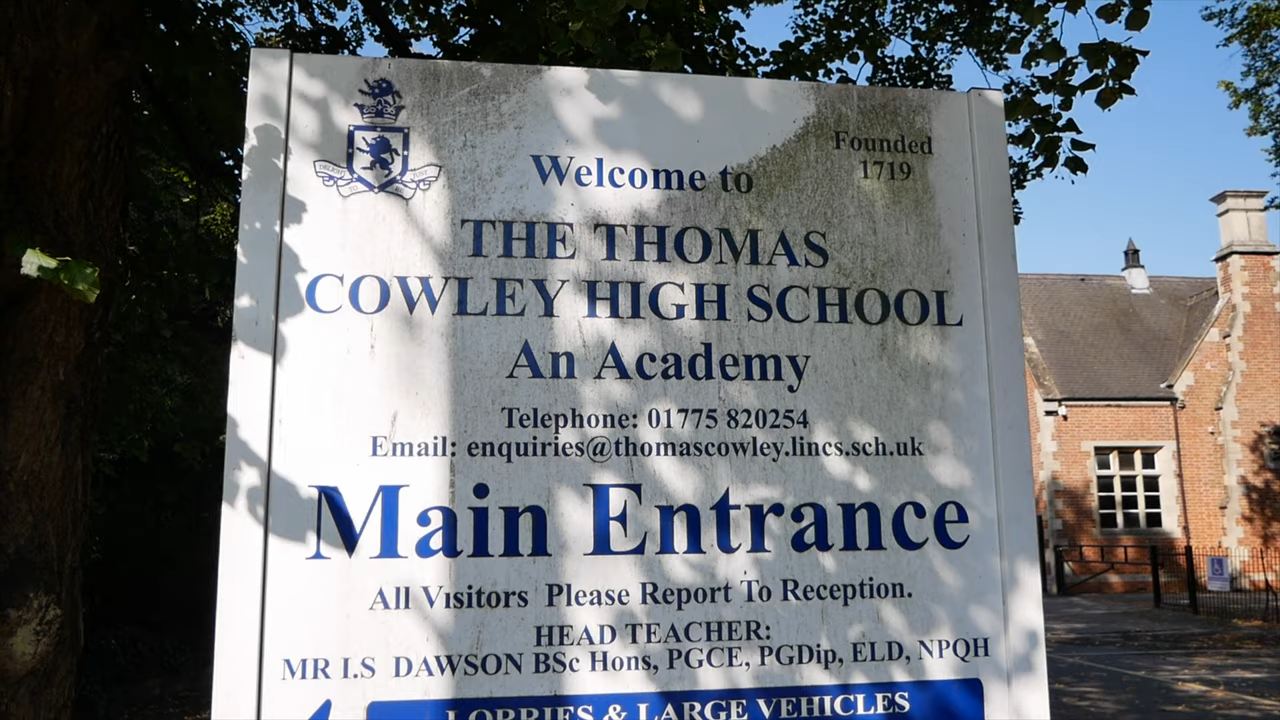 Founded
1719
Welcome to
THE THOMAS
COWLEY HIGH SCHOOL
An Academy
Telephone: 01775 820254
Email: enquiries@thomascowley.lincs.sch.uk
Main Entrance
All Visitors Please Report To Reception.
HEAD TEACHER:
MR I.S DAWSON BSc Hons, PGCE, PGDip, ELD, NPQH
LORRIES & LARGE VEHICLES